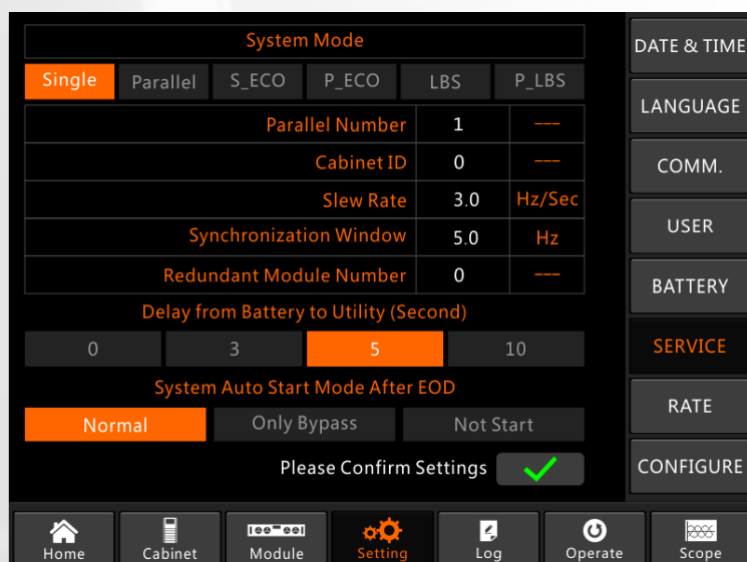 System Mode
Single Parallel S_ECO P_ECO LBS P_LBS
Parallel Number 1 ---
Cabinet ID 0 ---
Slew Rate 3.0 Hz/Sec
Synchronization Window 5.0 Hz
Redundant Module Number 0 ---
Delay from Battery to Utility (Second)
0 3 5 10
System Auto Start Mode After EOD
Normal Only Bypass Not Start
Please Confirm Settings
DATE & TIME
LANGUAGE
COMM.
USER
BATTERY
SERVICE
RATE
CONFIGURE
Home Cabinet Module Setting Log Operate Scope